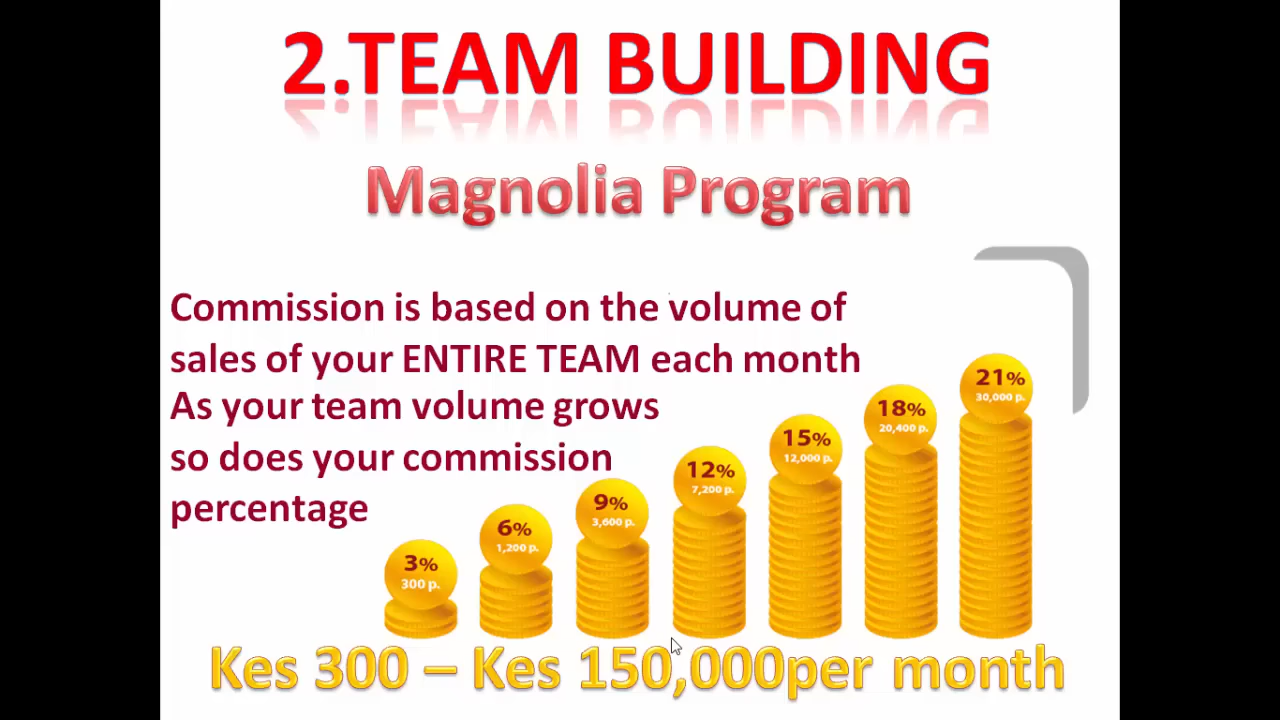 2.TEAM BUILDING
Magnolia Program
Commission is based on the volume of
sales of your ENTIRE TEAM each month
As your team volume grows
so does your commission
percentage
3%
300 p.
6%
1,200 p.
9%
3,600 p.
12%
7,200 p.
15%
12,000 p.
18%
20,400 p.
21%
30,000 p.
Kes 300 – Kes 150,000per month